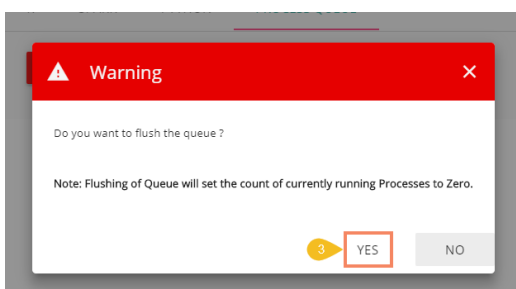 Warning
Do you want to flush the queue ?
Note: Flushing of Queue will set the count of currently running Processes to Zero.
3 YES NO